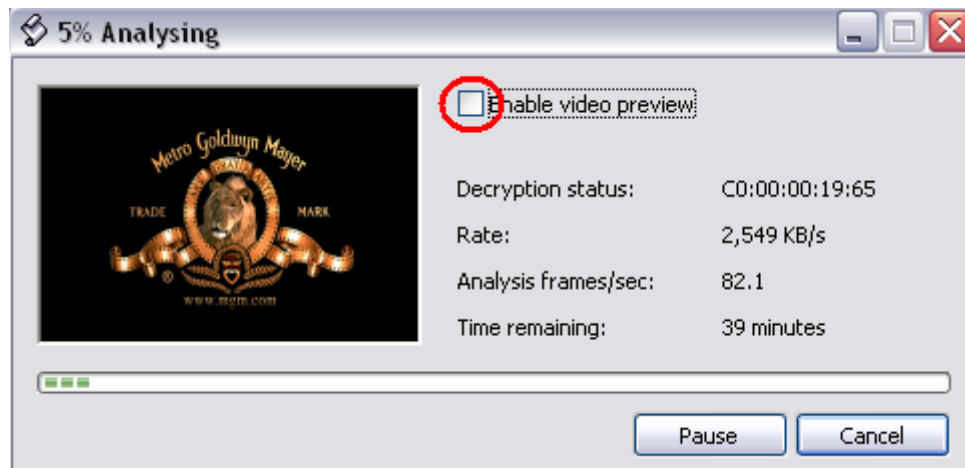 5% Analysing
Enable video preview
Metro Goldwyn Mayer
TRADE MARK
www.mgm.com
Decryption status: C0:00:00:19:65
Rate: 2,549 KB/s
Analysis frames/sec: 82.1
Time remaining: 39 minutes
Pause Cancel